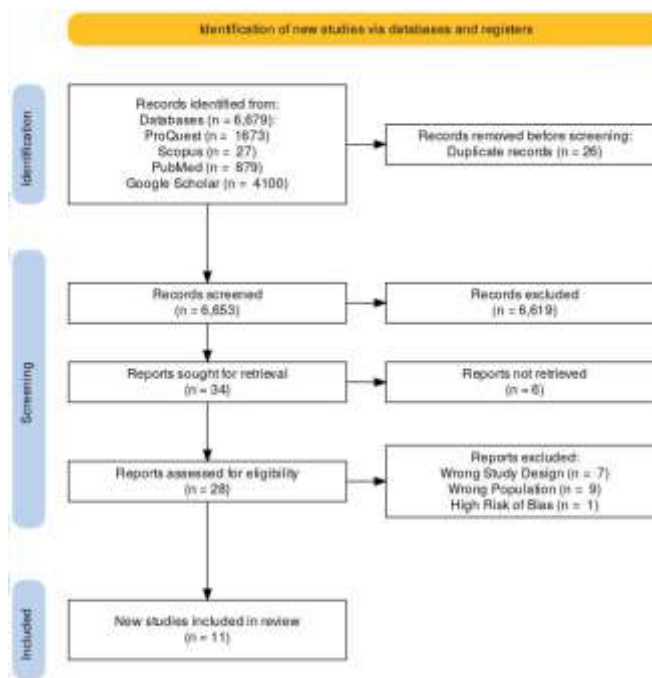 Identification of new studies via databases and registers
Identification
Records identified from:
Databases (n = 6,679):
ProQuest (n = 1673)
Scopus (n = 27)
PubMed (n = 879)
Google Scholar (n = 4100)
Records removed before screening:
Duplicate records (n = 26)
Screening
Records screened
(n = 6,653)
Records excluded
(n = 6,619)
Reports sought for retrieval
(n = 34)
Reports not retrieved
(n = 6)
Reports assessed for eligibility
(n = 28)
Reports excluded:
Wrong Study Design (n = 7)
Wrong Population (n = 9)
High Risk of Bias (n = 1)
Included
New studies included in review
(n = 11)